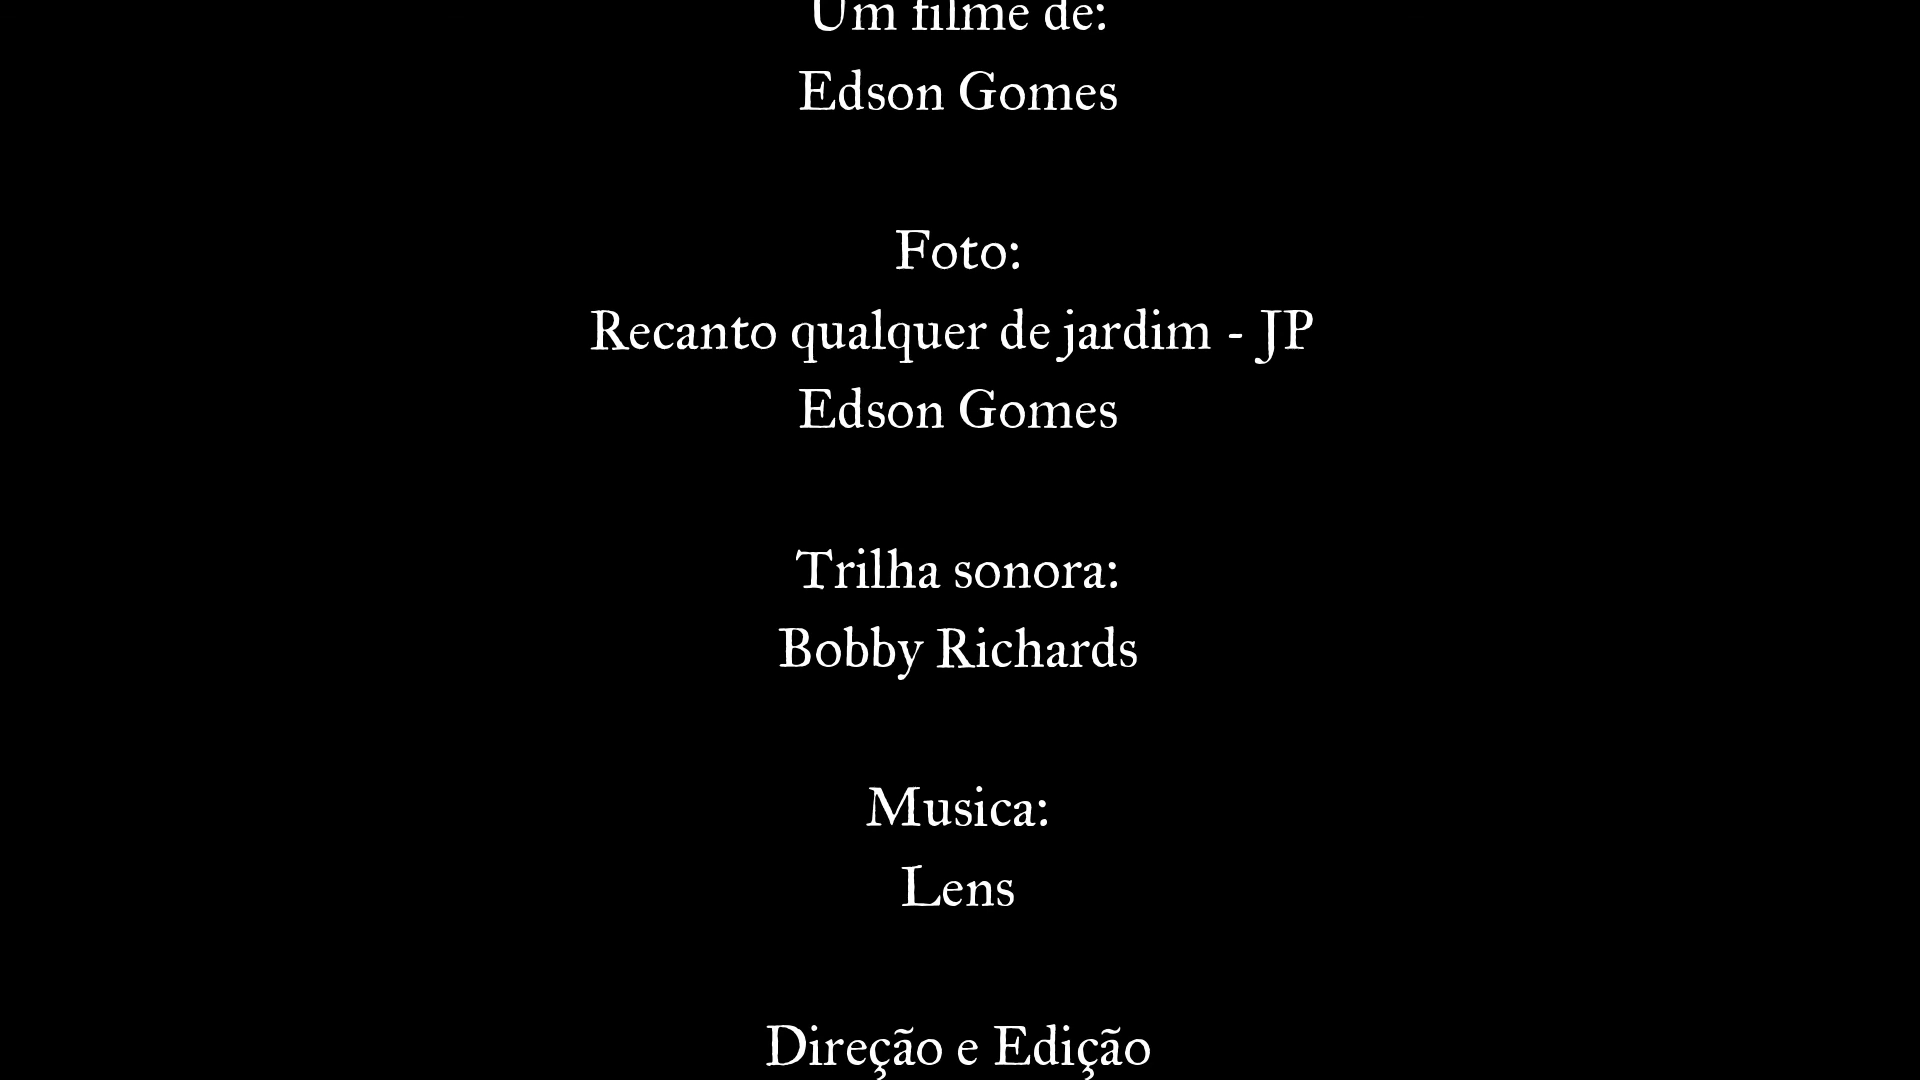 Um filme de:
Edson Gomes
Foto:
Recanto qualquer de jardim - JP
Edson Gomes
Trilha sonora:
Bobby Richards
Musica:
Lens
Direção e Edição